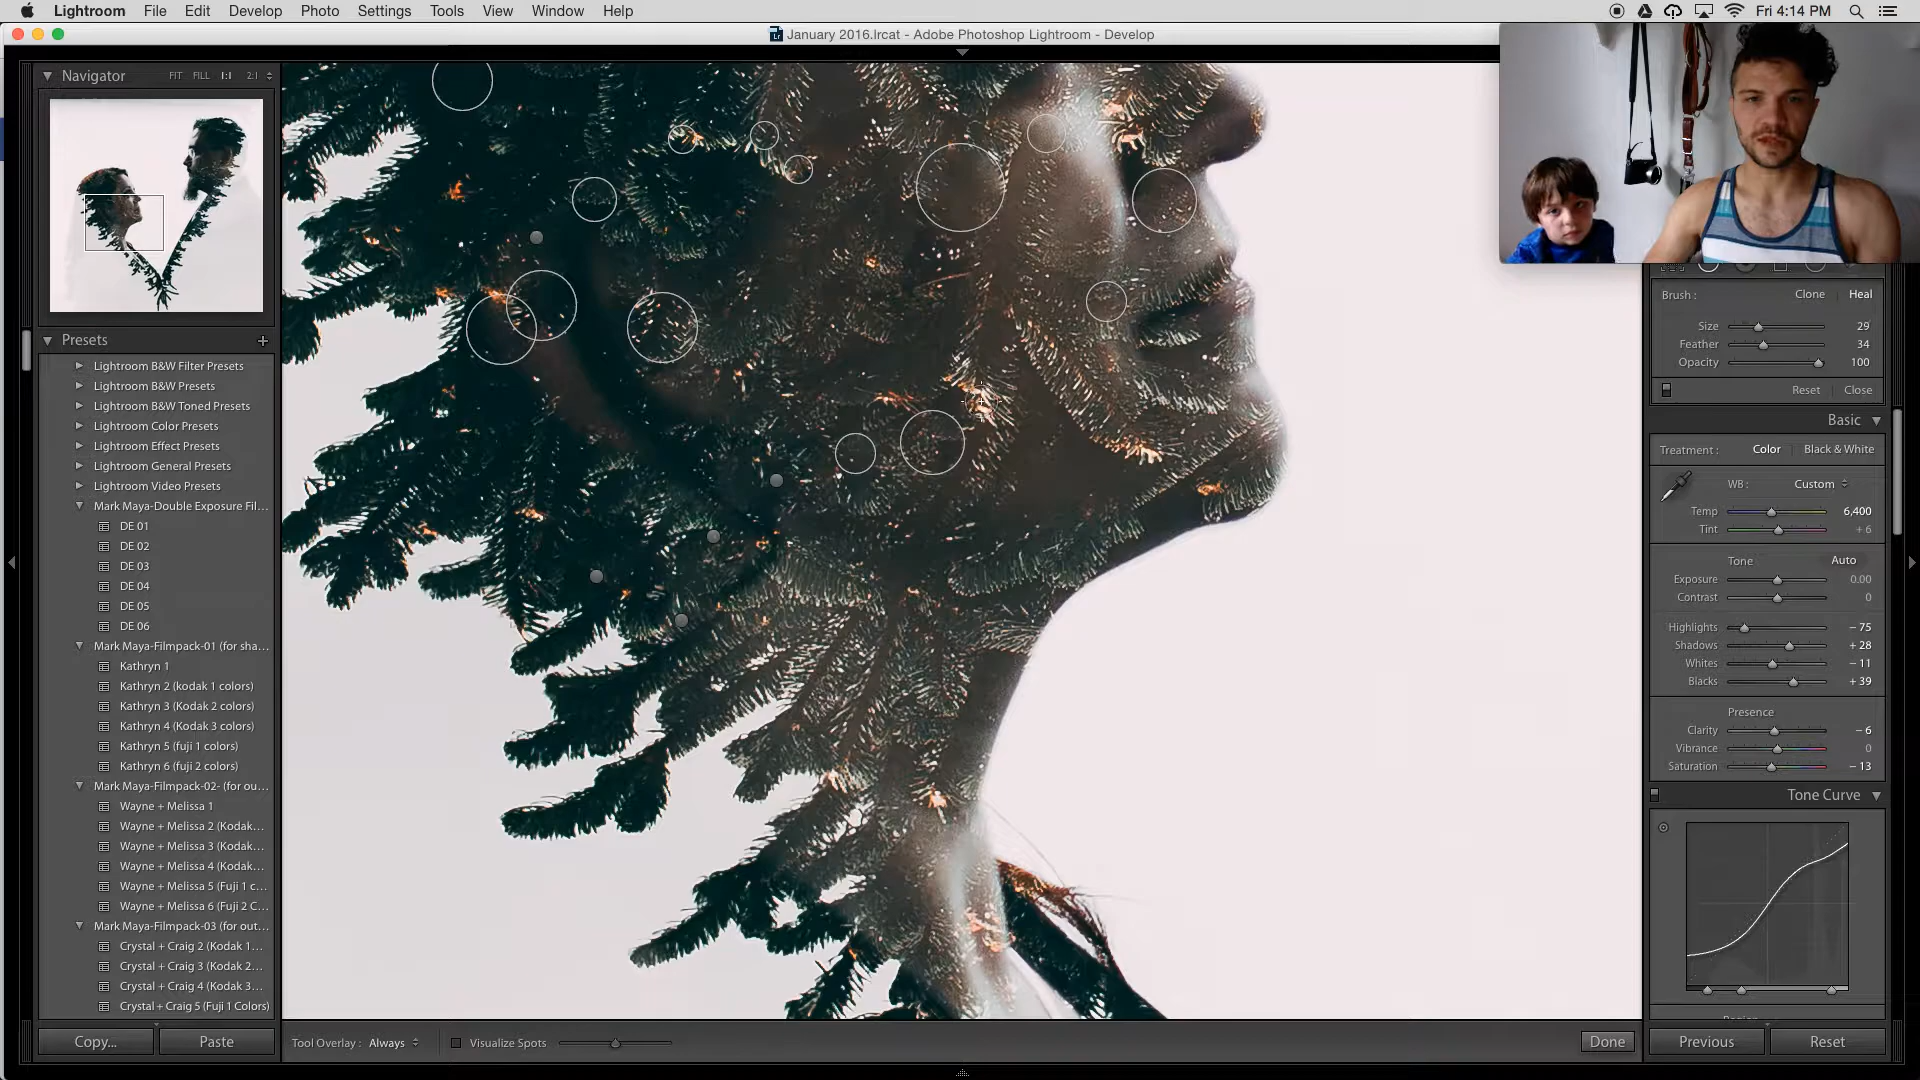 Lightroom File Edit Develop Photo Settings Tools View Window Help
Fri 4:14 PM
January 2016.lrcat - Adobe Photoshop Lightroom - Develop
Navigator FIT FILL 1:1 2:1
Presets +
Lightroom B&W Filter Presets
Lightroom B&W Presets
Lightroom B&W Toned Presets
Lightroom Color Presets
Lightroom Effect Presets
Lightroom General Presets
Lightroom Video Presets
Mark Maya-Double Exposure Fil...
DE 01
DE 02
DE 03
DE 04
DE 05
DE 06
Mark Maya-Filmpack-01 (for sha...
Kathryn 1
Kathryn 2 (kodak 1 colors)
Kathryn 3 (Kodak 2 colors)
Kathryn 4 (Kodak 3 colors)
Kathryn 5 (fuji 1 colors)
Kathryn 6 (fuji 2 colors)
Mark Maya-Filmpack-02- (for ou...
Wayne + Melissa 1
Wayne + Melissa 2 (Kodak...
Wayne + Melissa 3 (Kodak...
Wayne + Melissa 4 (Kodak...
Wayne + Melissa 5 (Fuji 1 c...
Wayne + Melissa 6 (Fuji 2 C...
Mark Maya-Filmpack-03 (for out...
Crystal + Craig 2 (Kodak 1...
Crystal + Craig 3 (Kodak 2...
Crystal + Craig 4 (Kodak 3...
Crystal + Craig 5 (Fuji 1 Colors)
Copy... Paste
Tool Overlay : Always Visualize Spots Done
Brush : Clone Heal
Size 29
Feather 34
Opacity 100
Reset Close
Basic
Treatment : Color Black & White
WB : Custom
Temp 6,400
Tint + 6
Tone Auto
Exposure 0.00
Contrast 0
Highlights − 75
Shadows + 28
Whites − 11
Blacks + 39
Presence
Clarity − 6
Vibrance 0
Saturation − 13
Tone Curve
Previous Reset